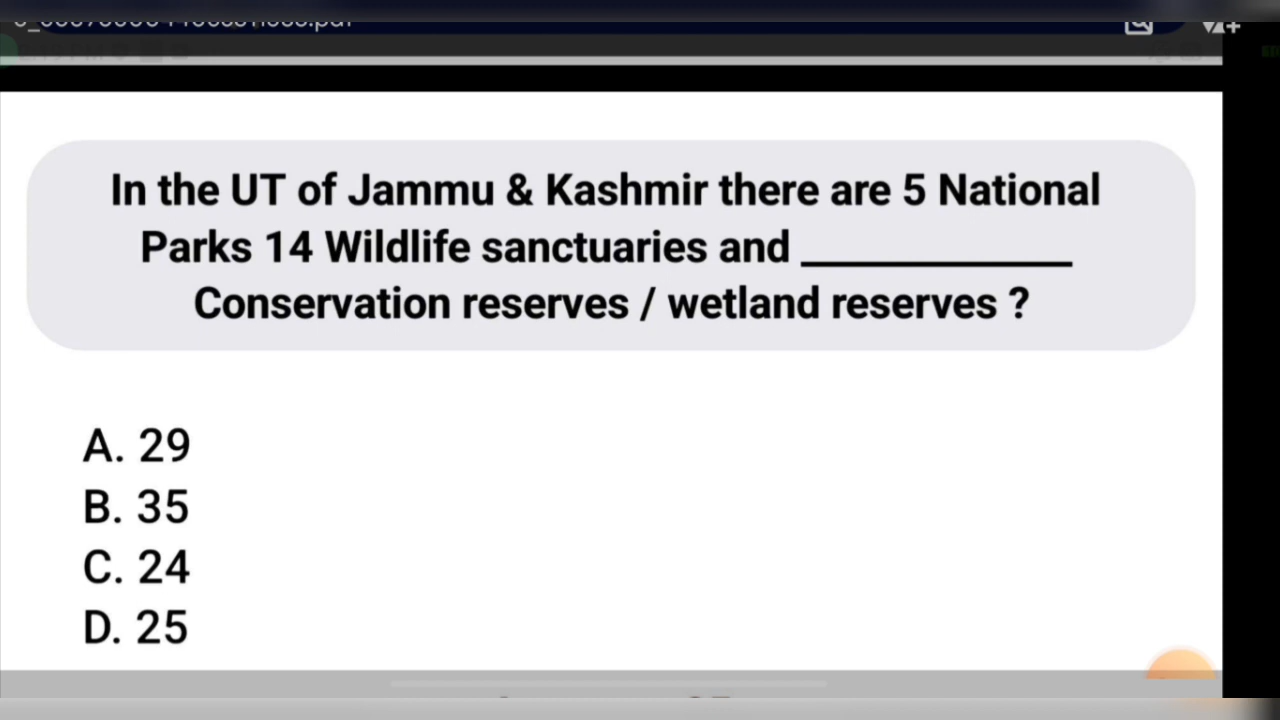 In the UT of Jammu & Kashmir there are 5 National
Parks 14 Wildlife sanctuaries and ____________
Conservation reserves / wetland reserves ?
A. 29
B. 35
C. 24
D. 25